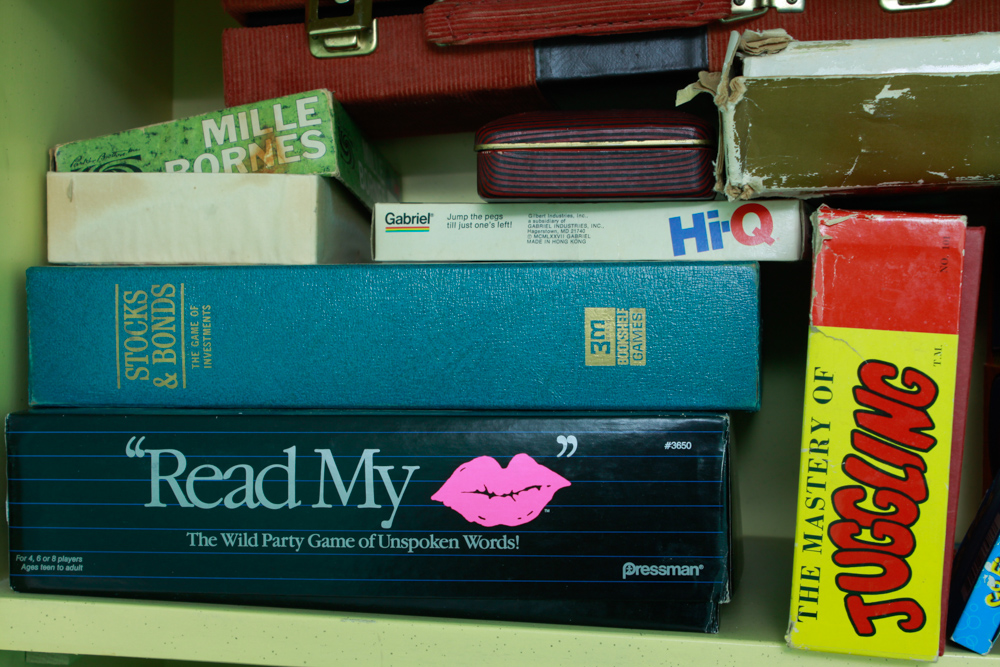 MILLE
BORNES
Gabriel®
Jump the pegs
till just one's left!
Gilbert Industries, Inc.,
a subsidiary of
GABRIEL INDUSTRIES, INC.,
Hagerstown, MD 21740
© MCMLXXVII GABRIEL
MADE IN HONG KONG
Hi-Q
STOCKS
& BONDS
THE GAME OF
INVESTMENTS
3M
BOOKSHELF
GAMES
"Read My "
™
#3650
The Wild Party Game of Unspoken Words!
For 4, 6 or 8 players
Ages teen to adult
Pressman®
THE MASTERY OF
JUGGLING
T.M.